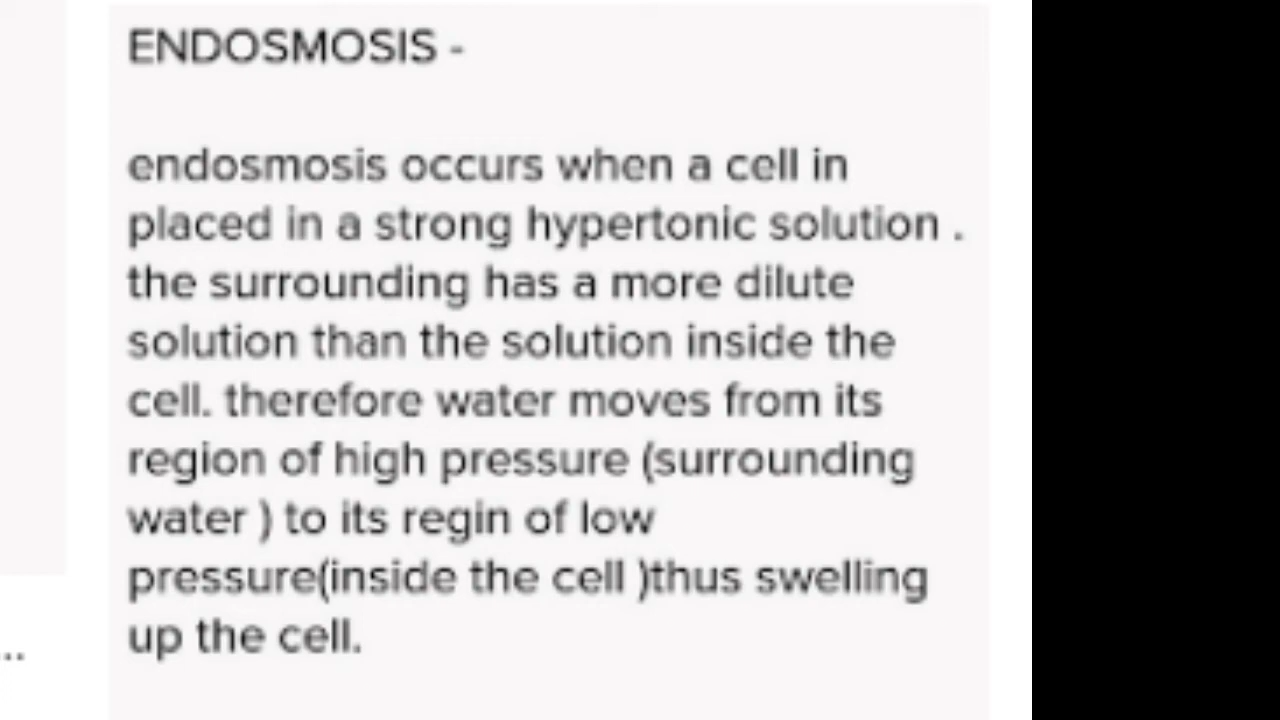 ENDOSMOSIS -
endosmosis occurs when a cell in
placed in a strong hypertonic solution .
the surrounding has a more dilute
solution than the solution inside the
cell. therefore water moves from its
region of high pressure (surrounding
water ) to its regin of low
pressure(inside the cell )thus swelling
up the cell.
..